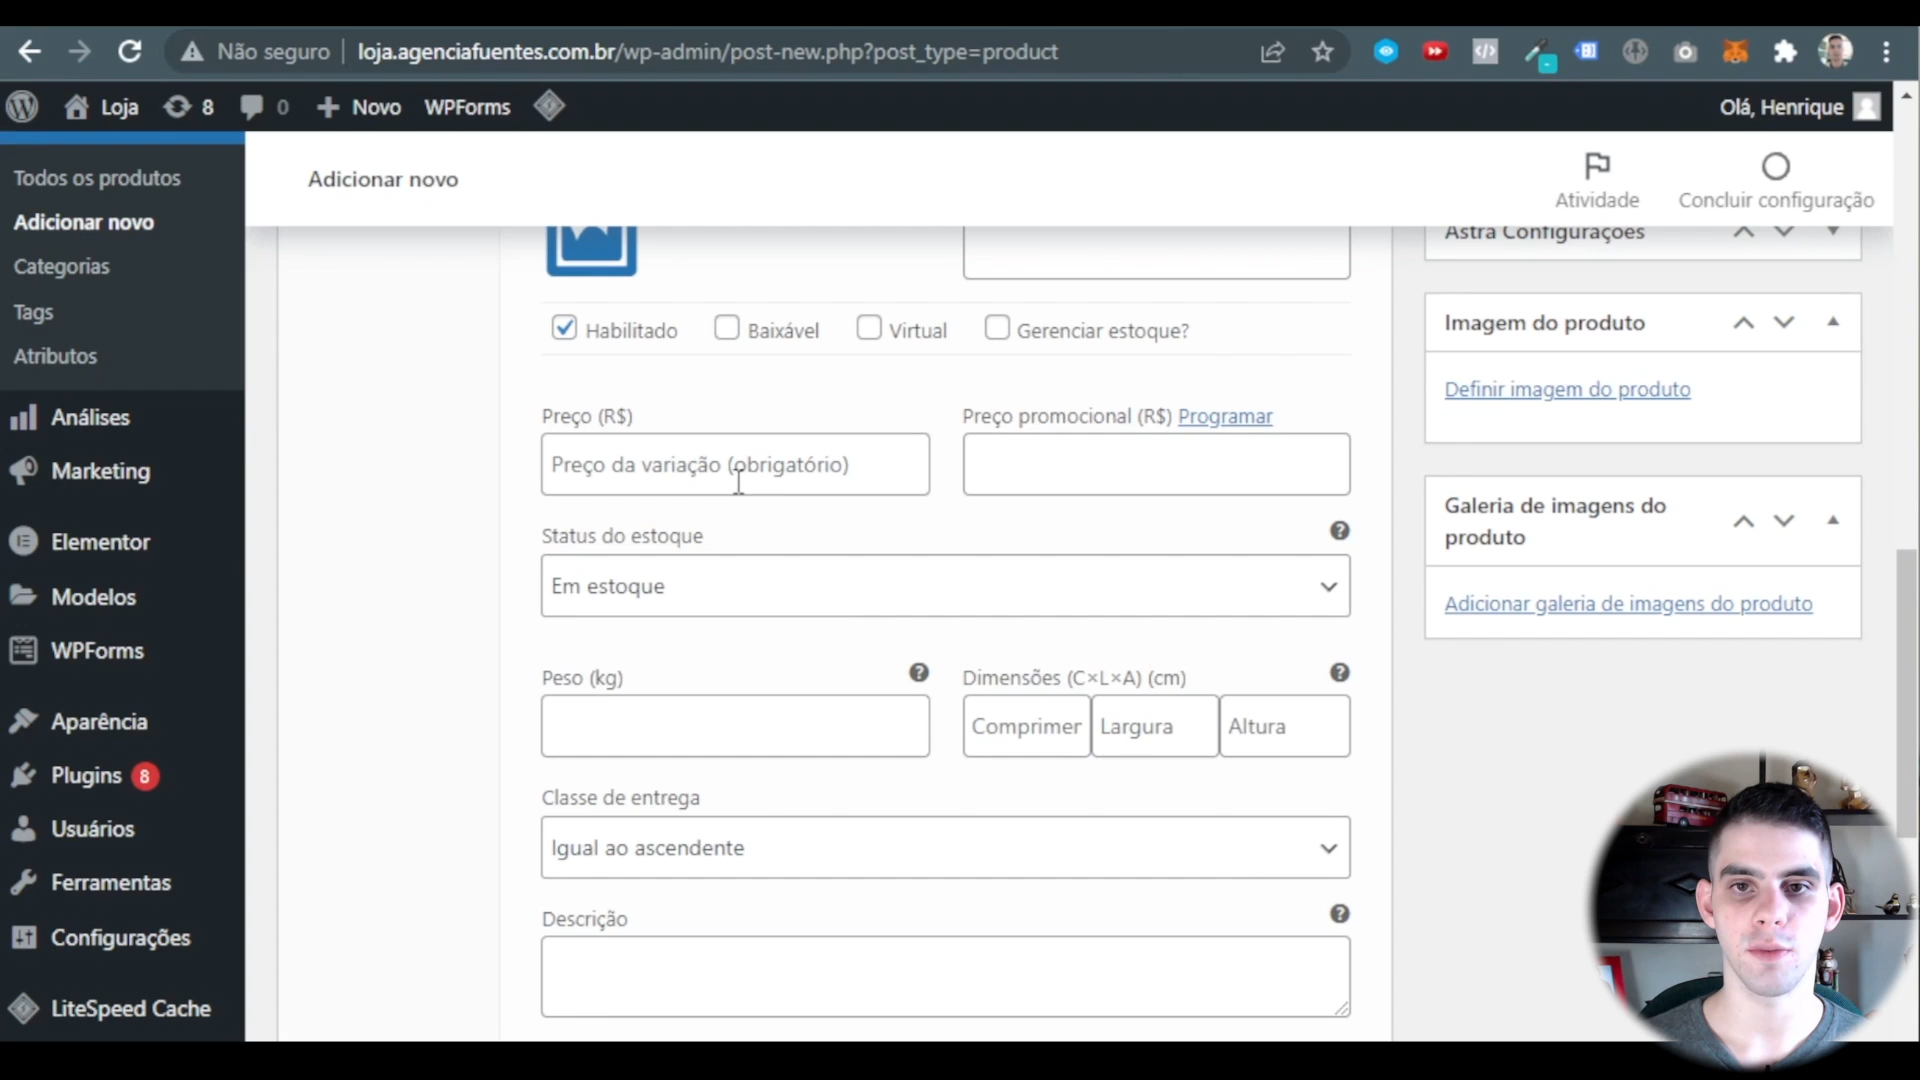 Não seguro
loja.agenciafuentes.com.br/wp-admin/post-new.php?post_type=product
Loja
8
0
Novo
WPForms
Olá, Henrique
Todos os produtos
Adicionar novo
Categorias
Tags
Atributos
Análises
Marketing
Elementor
Modelos
WPForms
Aparência
Plugins 8
Usuários
Ferramentas
Configurações
LiteSpeed Cache
Adicionar novo
Atividade
Concluir configuração
Habilitado
Baixável
Virtual
Gerenciar estoque?
Preço (R$)
Preço da variação (obrigatório)
Preço promocional (R$) Programar
Status do estoque
Em estoque
Peso (kg)
Dimensões (C×L×A) (cm)
Comprimer
Largura
Altura
Classe de entrega
Igual ao ascendente
Descrição
Astra Configurações
Imagem do produto
Definir imagem do produto
Galeria de imagens do
produto
Adicionar galeria de imagens do produto